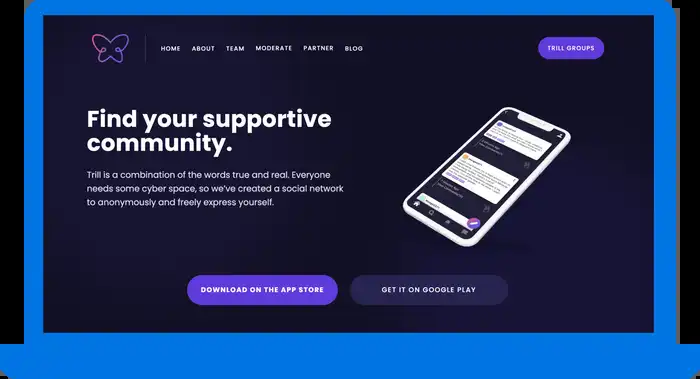 HOME
ABOUT
TEAM
MODERATE
PARTNER
BLOG
TRILL GROUPS
Find your supportive
community.
Trill is a combination of the words true and real. Everyone
needs some cyber space, so we've created a social network
to anonymously and freely express yourself.
DOWNLOAD ON THE APP STORE
GET IT ON GOOGLE PLAY